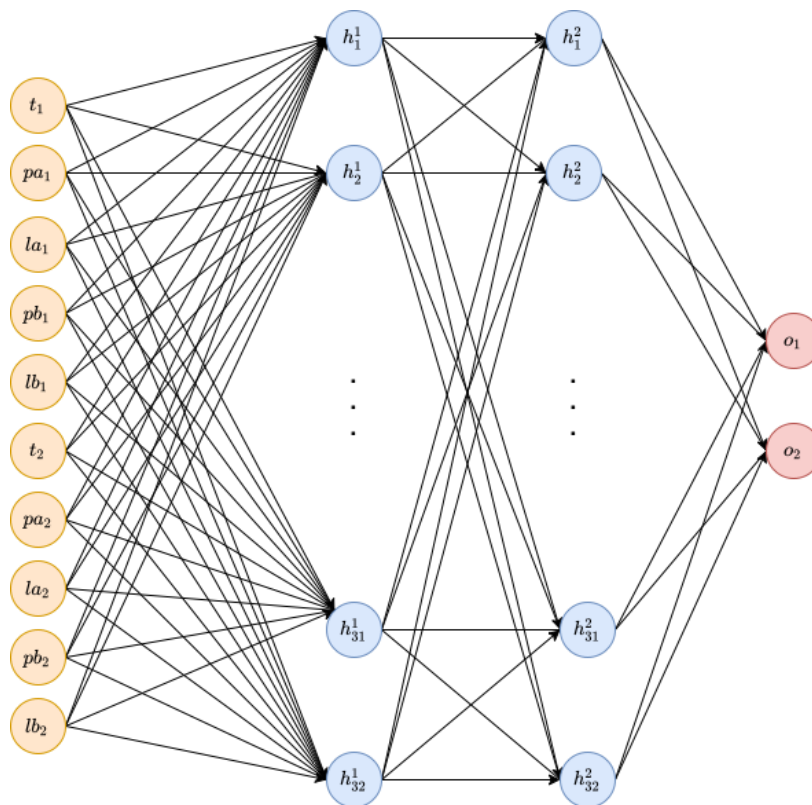 t₁
pa₁
la₁
pb₁
lb₁
t₂
pa₂
la₂
pb₂
lb₂
h₁¹
h₂¹
.
.
.
h₃₁¹
h₃₂¹
h₁²
h₂²
.
.
.
h₃₁²
h₃₂²
o₁
o₂